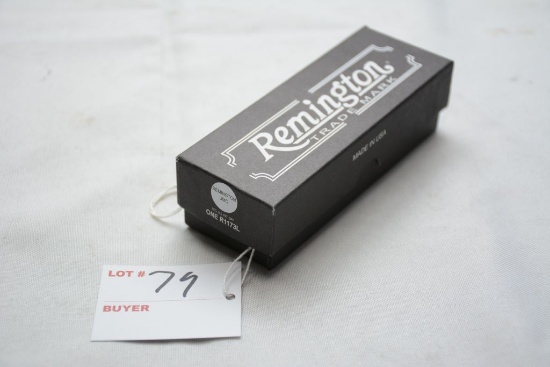 Remington
TRADE MARK
MADE IN USA
ONE R1173L
LOT # 79
BUYER